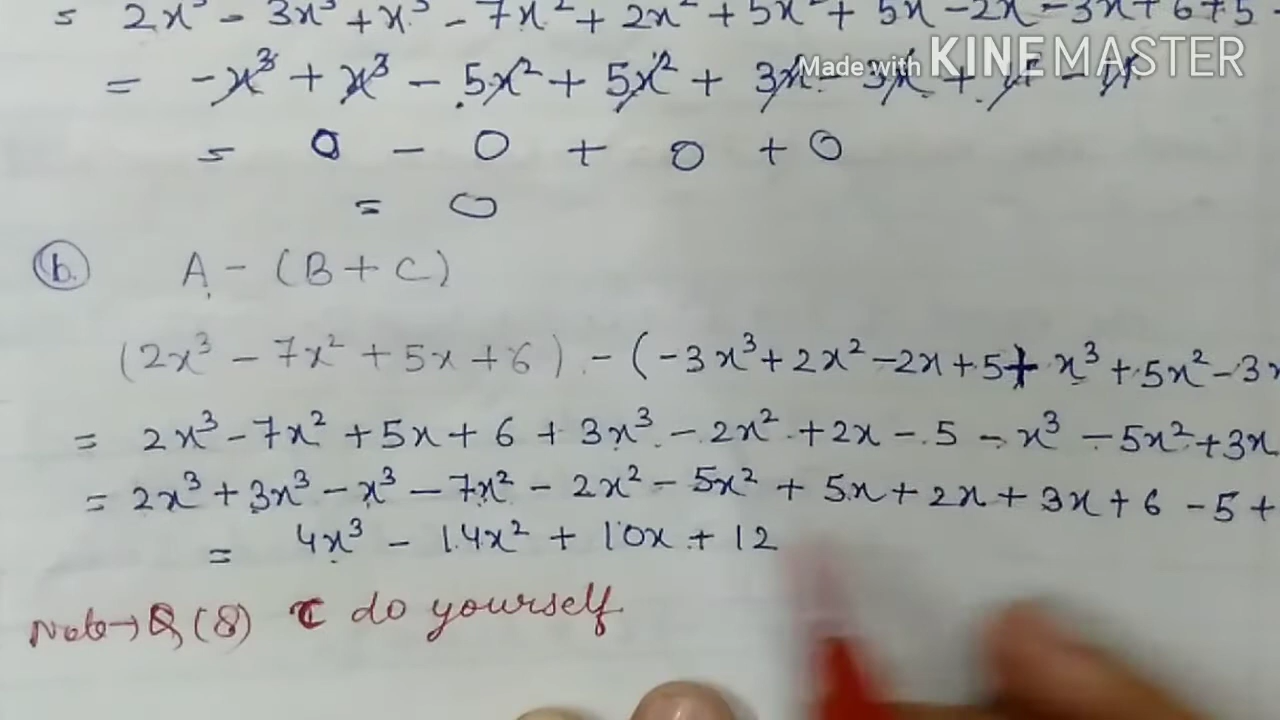 = 2x³ - 3x³ + x³ - 7x² + 2x² + 5x² + 5x - 2x - 3x + 6 + 5 -
Made with KINEMASTER
= -x³ + x³ - 5x² + 5x² + 3x - 3x +
= 0 - 0 + 0 + 0
= 0
(b.) A - (B + C)
(2x³ - 7x² + 5x + 6) - (-3x³ + 2x² - 2x + 5 + x³ + 5x² - 3x
= 2x³ - 7x² + 5x + 6 + 3x³ - 2x² + 2x - 5 - x³ - 5x² + 3x
= 2x³ + 3x³ - x³ - 7x² - 2x² - 5x² + 5x + 2x + 3x + 6 - 5 +
= 4x³ - 14x² + 10x + 12
Note→ Q (8) C do yourself